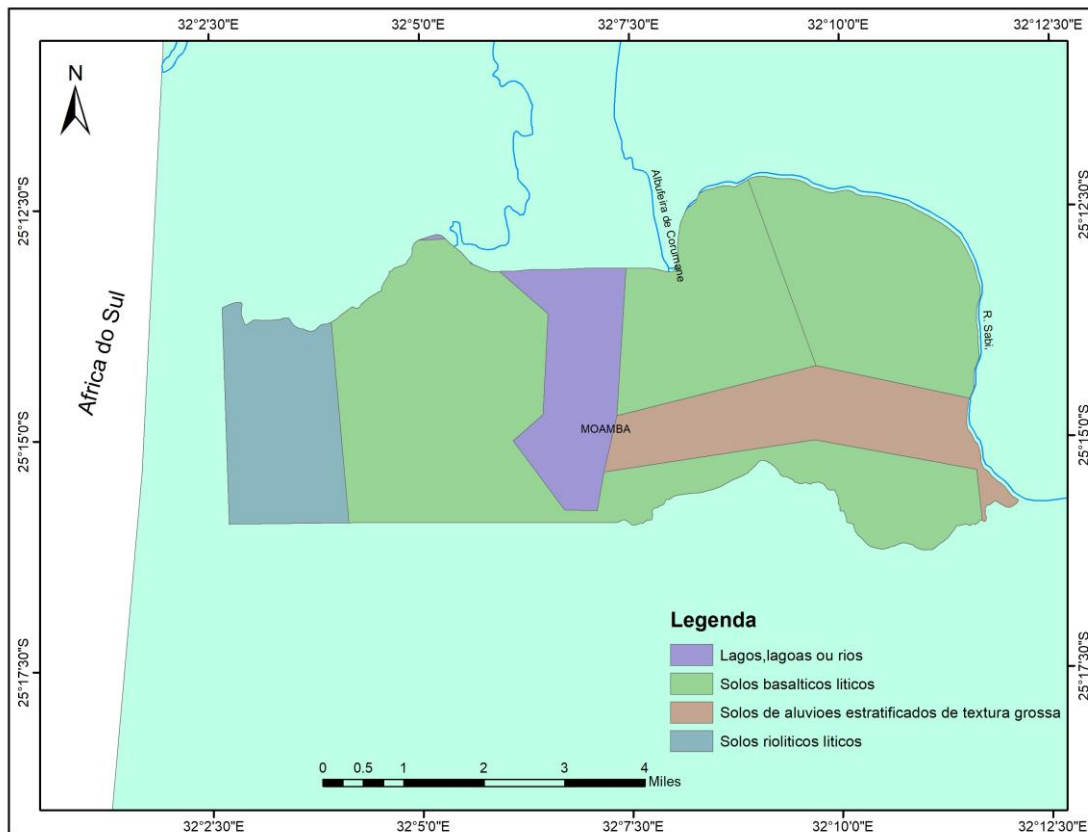 32°2'30"E 32°5'0"E 32°7'30"E 32°10'0"E 32°12'30"E
N
25°12'30"S
25°12'30"S
Albufeira de Corumane
Africa do Sul
R. Sabi,
MOAMBA
25°15'0"S
25°15'0"S
Legenda
Lagos,lagoas ou rios
Solos basalticos liticos
Solos de aluvioes estratificados de textura grossa
Solos rioliticos liticos
25°17'30"S
25°17'30"S
0 0.5 1 2 3 4
Miles
32°2'30"E 32°5'0"E 32°7'30"E 32°10'0"E 32°12'30"E